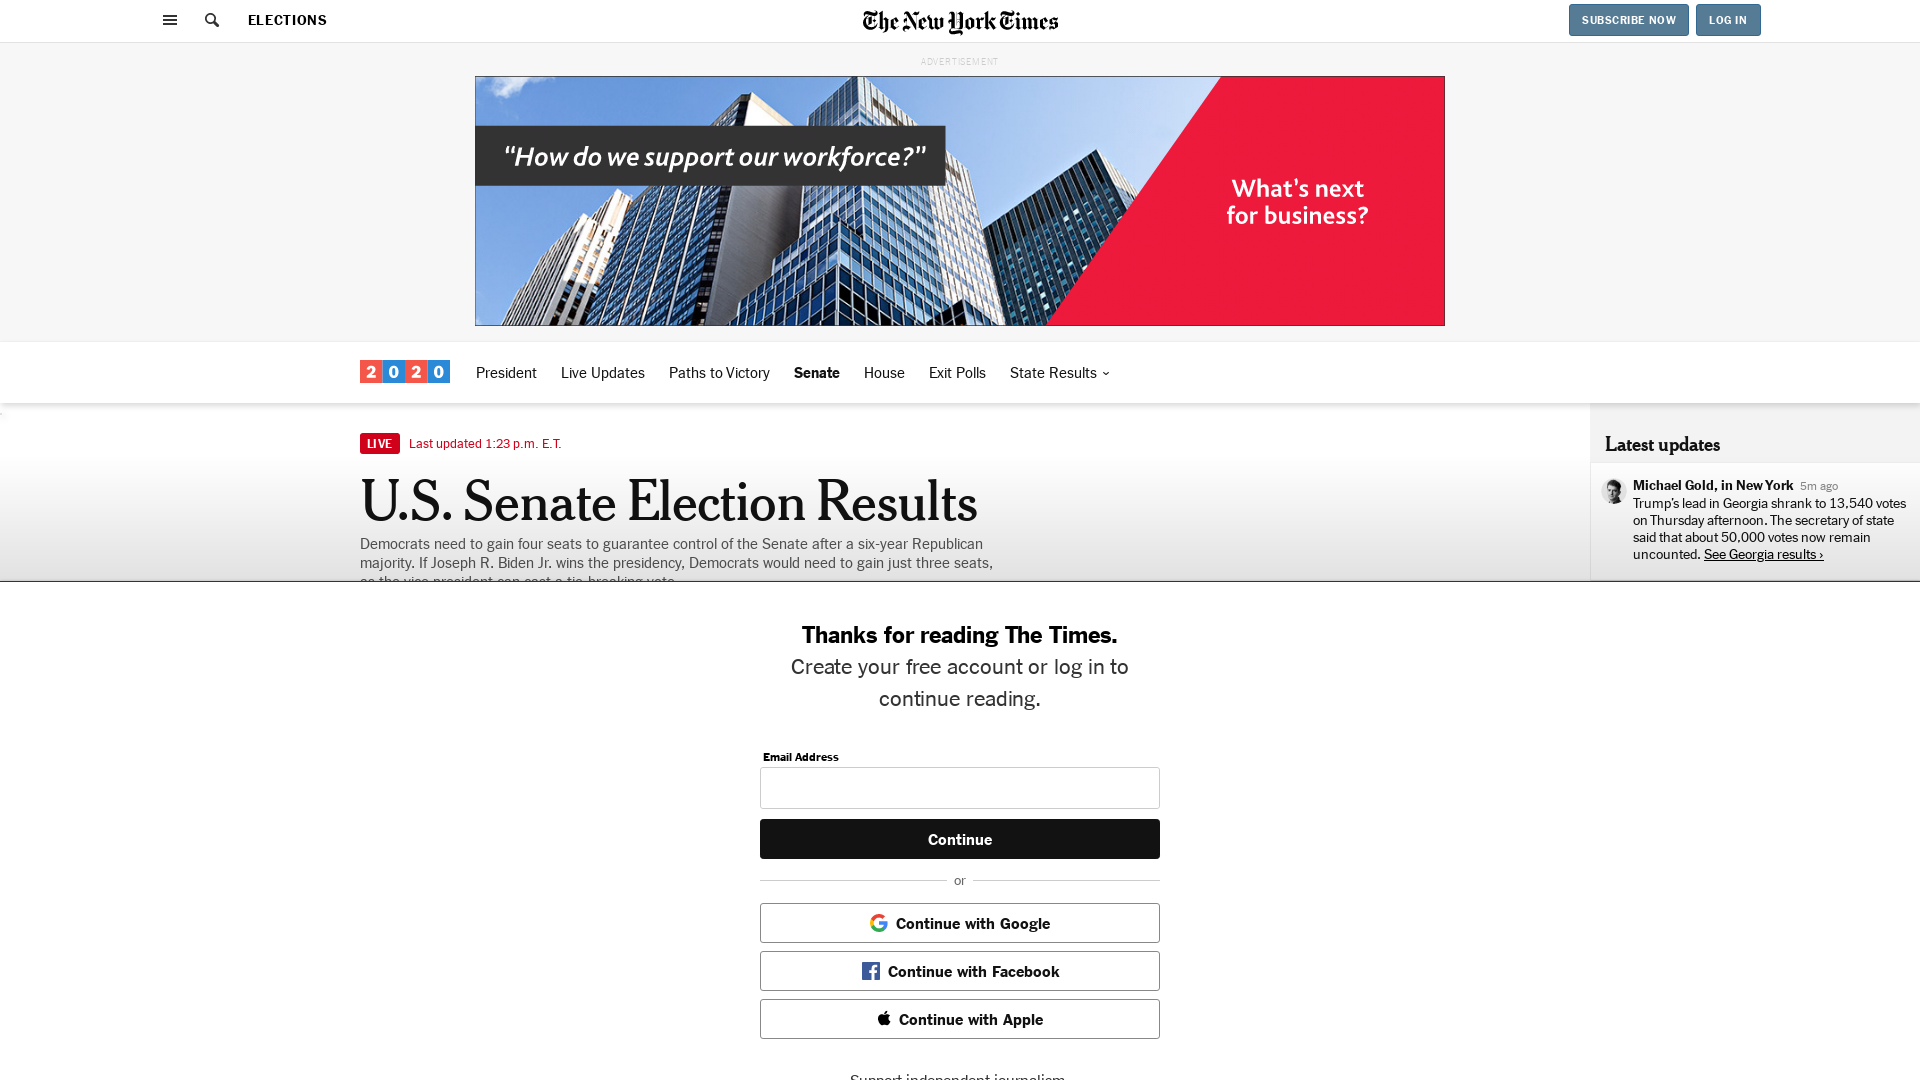 ELECTIONS
The New York Times
SUBSCRIBE NOW
LOG IN
ADVERTISEMENT
“How do we support our workforce?”
What’s next
for business?
2020
President
Live Updates
Paths to Victory
Senate
House
Exit Polls
State Results
LIVE
Last updated 1:23 p.m. E.T.
U.S. Senate Election Results
Democrats need to gain four seats to guarantee control of the Senate after a six-year Republican
majority. If Joseph R. Biden Jr. wins the presidency, Democrats would need to gain just three seats,
as the vice president can cast a tie-breaking vote.
Latest updates
Michael Gold, in New York 5m ago
Trump’s lead in Georgia shrank to 13,540 votes
on Thursday afternoon. The secretary of state
said that about 50,000 votes now remain
uncounted. See Georgia results ›
Thanks for reading The Times.
Create your free account or log in to
continue reading.
Email Address
Continue
or
Continue with Google
Continue with Facebook
Continue with Apple
Support independent journalism